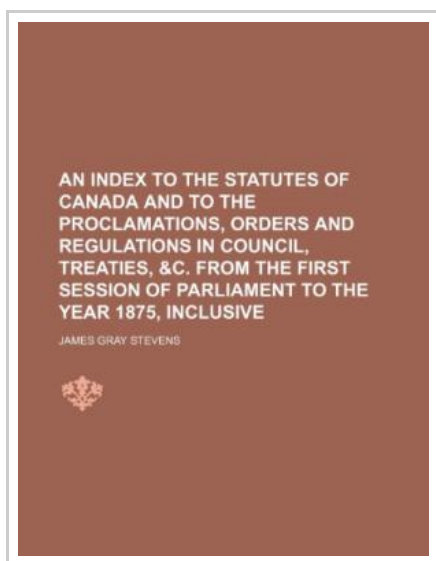 AN INDEX TO THE STATUTES OF
CANADA AND TO THE
PROCLAMATIONS, ORDERS AND
REGULATIONS IN COUNCIL,
TREATIES, &C. FROM THE FIRST
SESSION OF PARLIAMENT TO THE
YEAR 1875, INCLUSIVE
JAMES GRAY STEVENS